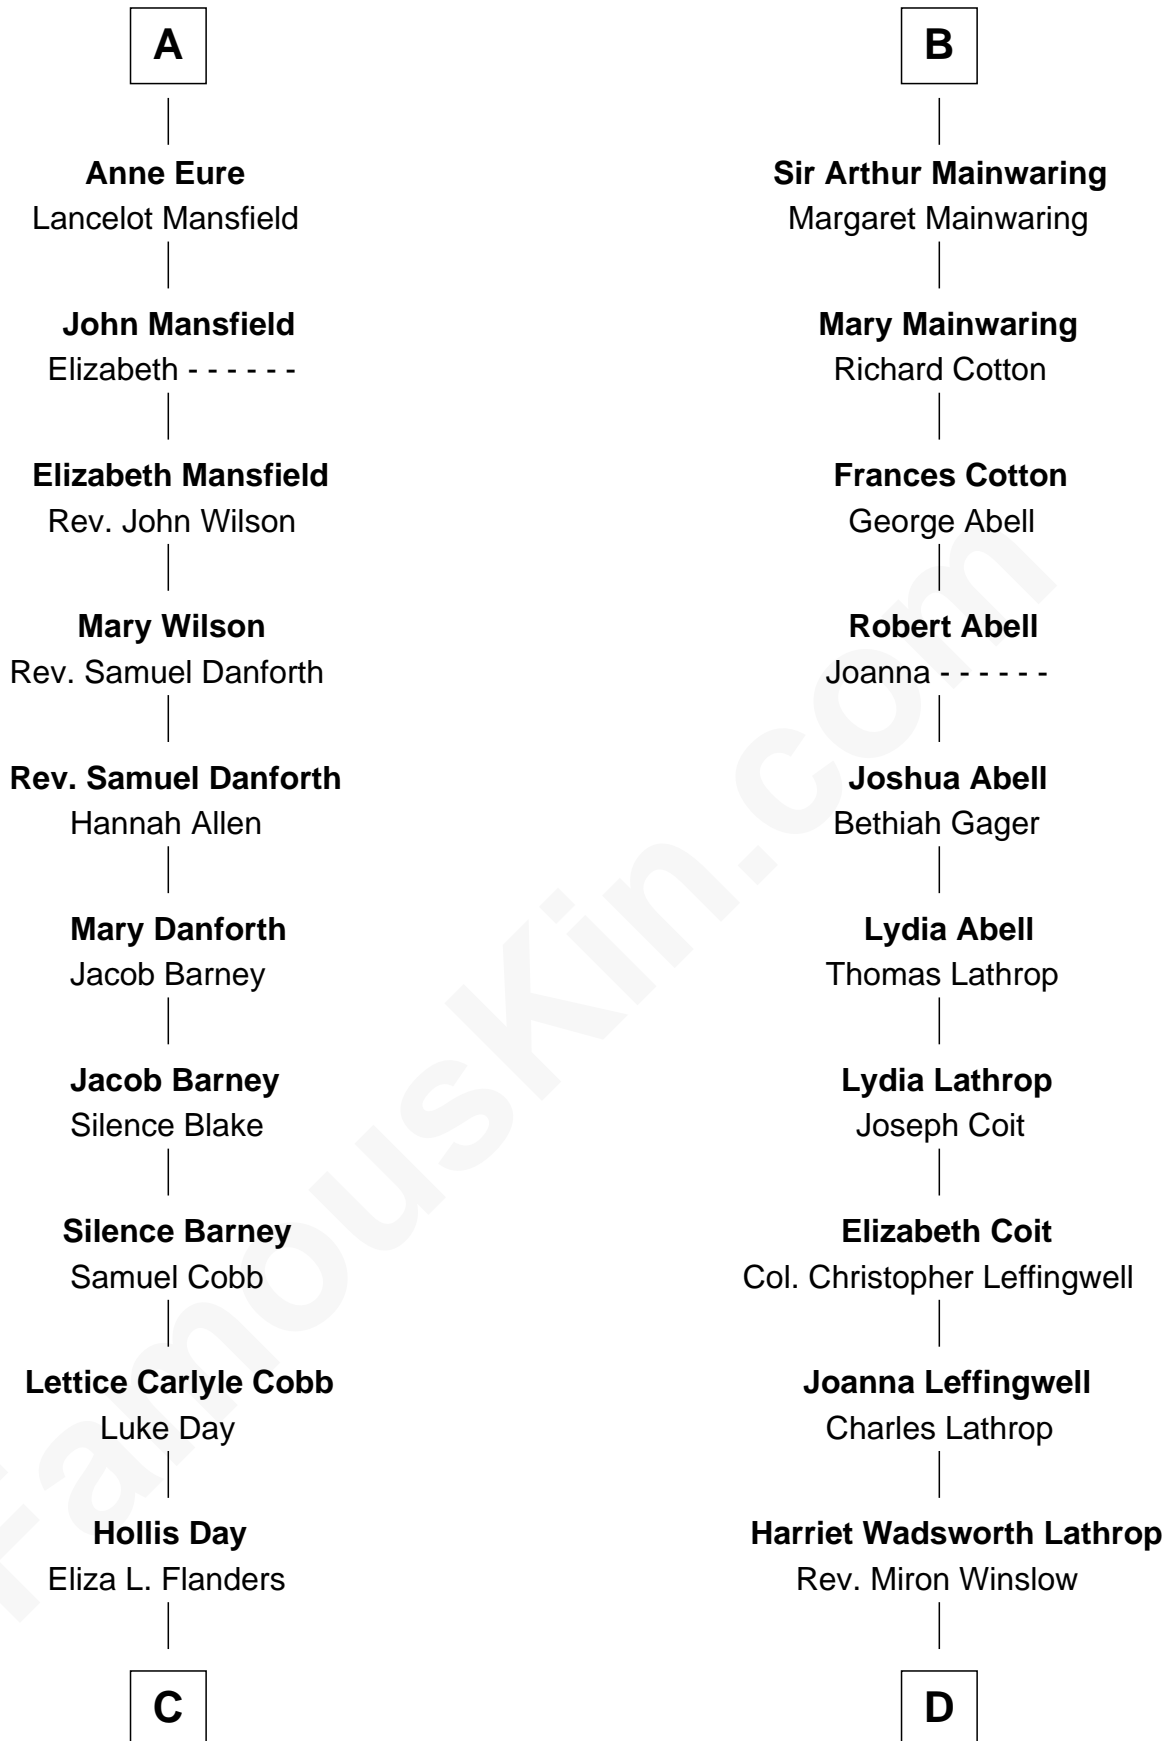 A
Anne Eure
Lancelot Mansfield
John Mansfield
Elizabeth - - - - - -
Elizabeth Mansfield
Rev. John Wilson
Mary Wilson
Rev. Samuel Danforth
Rev. Samuel Danforth
Hannah Allen
Mary Danforth
Jacob Barney
Jacob Barney
Silence Blake
Silence Barney
Samuel Cobb
Lettice Carlyle Cobb
Luke Day
Hollis Day
Eliza L. Flanders
C
B
Sir Arthur Mainwaring
Margaret Mainwaring
Mary Mainwaring
Richard Cotton
Frances Cotton
George Abell
Robert Abell
Joanna - - - - - -
Joshua Abell
Bethiah Gager
Lydia Abell
Thomas Lathrop
Lydia Lathrop
Joseph Coit
Elizabeth Coit
Col. Christopher Leffingwell
Joanna Leffingwell
Charles Lathrop
Harriet Wadsworth Lathrop
Rev. Miron Winslow
D
FamousKin.com